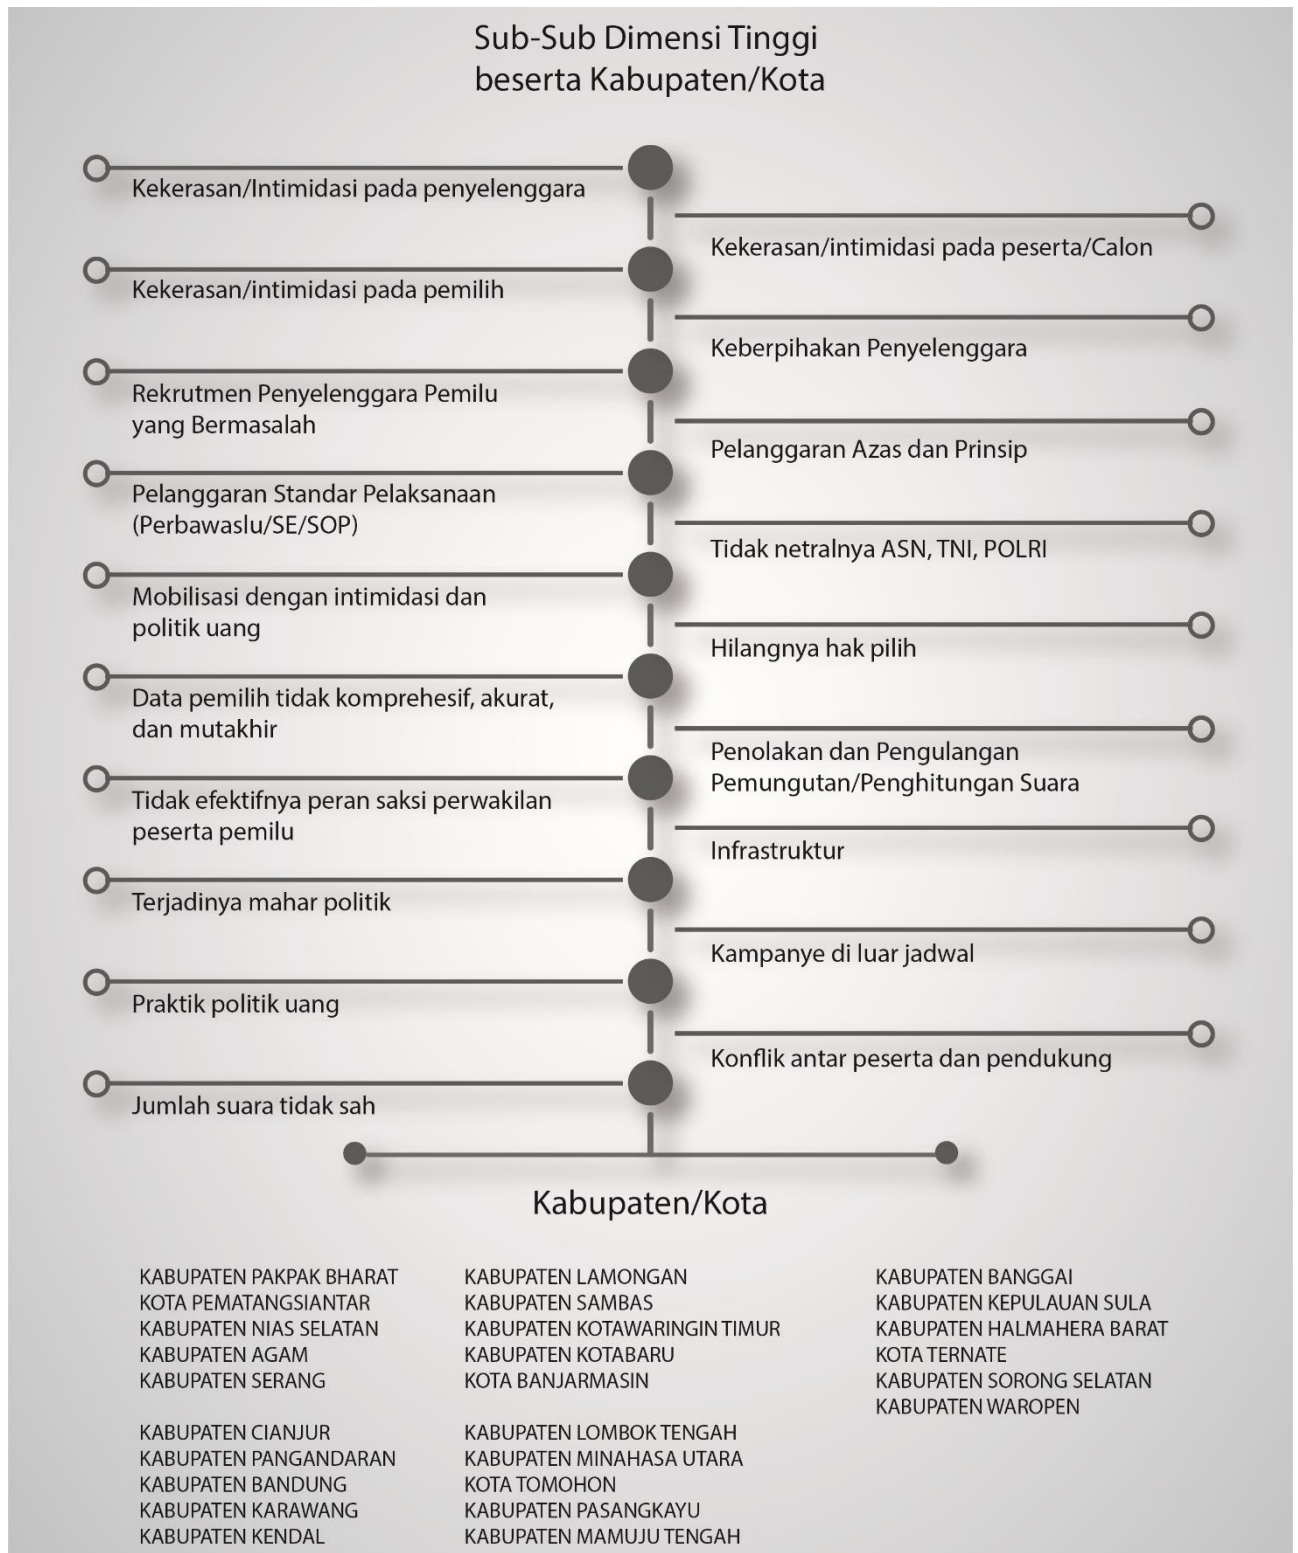 Sub-Sub Dimensi Tinggi
beserta Kabupaten/Kota
Kekerasan/Intimidasi pada penyelenggara
Kekerasan/intimidasi pada peserta/Calon
Kekerasan/intimidasi pada pemilih
Keberpihakan Penyelenggara
Rekrutmen Penyelenggara Pemilu
yang Bermasalah
Pelanggaran Azas dan Prinsip
Pelanggaran Standar Pelaksanaan
(Perbawaslu/SE/SOP)
Tidak netralnya ASN, TNI, POLRI
Mobilisasi dengan intimidasi dan
politik uang
Hilangnya hak pilih
Data pemilih tidak komprehesif, akurat,
dan mutakhir
Penolakan dan Pengulangan
Pemungutan/Penghitungan Suara
Tidak efektifnya peran saksi perwakilan
peserta pemilu
Infrastruktur
Terjadinya mahar politik
Kampanye di luar jadwal
Praktik politik uang
Konflik antar peserta dan pendukung
Jumlah suara tidak sah
Kabupaten/Kota
KABUPATEN PAKPAK BHARAT
KOTA PEMATANGSIANTAR
KABUPATEN NIAS SELATAN
KABUPATEN AGAM
KABUPATEN SERANG
KABUPATEN CIANJUR
KABUPATEN PANGANDARAN
KABUPATEN BANDUNG
KABUPATEN KARAWANG
KABUPATEN KENDAL
KABUPATEN LAMONGAN
KABUPATEN SAMBAS
KABUPATEN KOTAWARINGIN TIMUR
KABUPATEN KOTABARU
KOTA BANJARMASIN
KABUPATEN LOMBOK TENGAH
KABUPATEN MINAHASA UTARA
KOTA TOMOHON
KABUPATEN PASANGKAYU
KABUPATEN MAMUJU TENGAH
KABUPATEN BANGGAI
KABUPATEN KEPULAUAN SULA
KABUPATEN HALMAHERA BARAT
KOTA TERNATE
KABUPATEN SORONG SELATAN
KABUPATEN WAROPEN